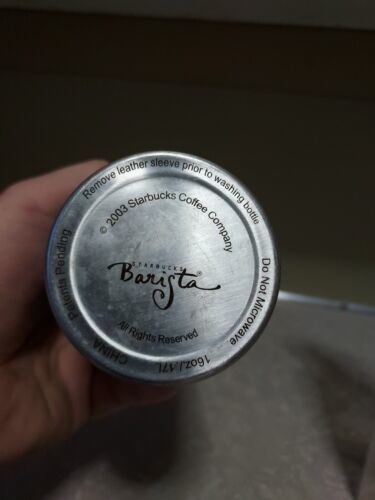 Remove leather sleeve prior to washing bottle
© 2003 Starbucks Coffee Company
STARBUCKS
Barista®
All Rights Reserved
Do Not Microwave
16oz / .17L
CHINA
Patents Pending